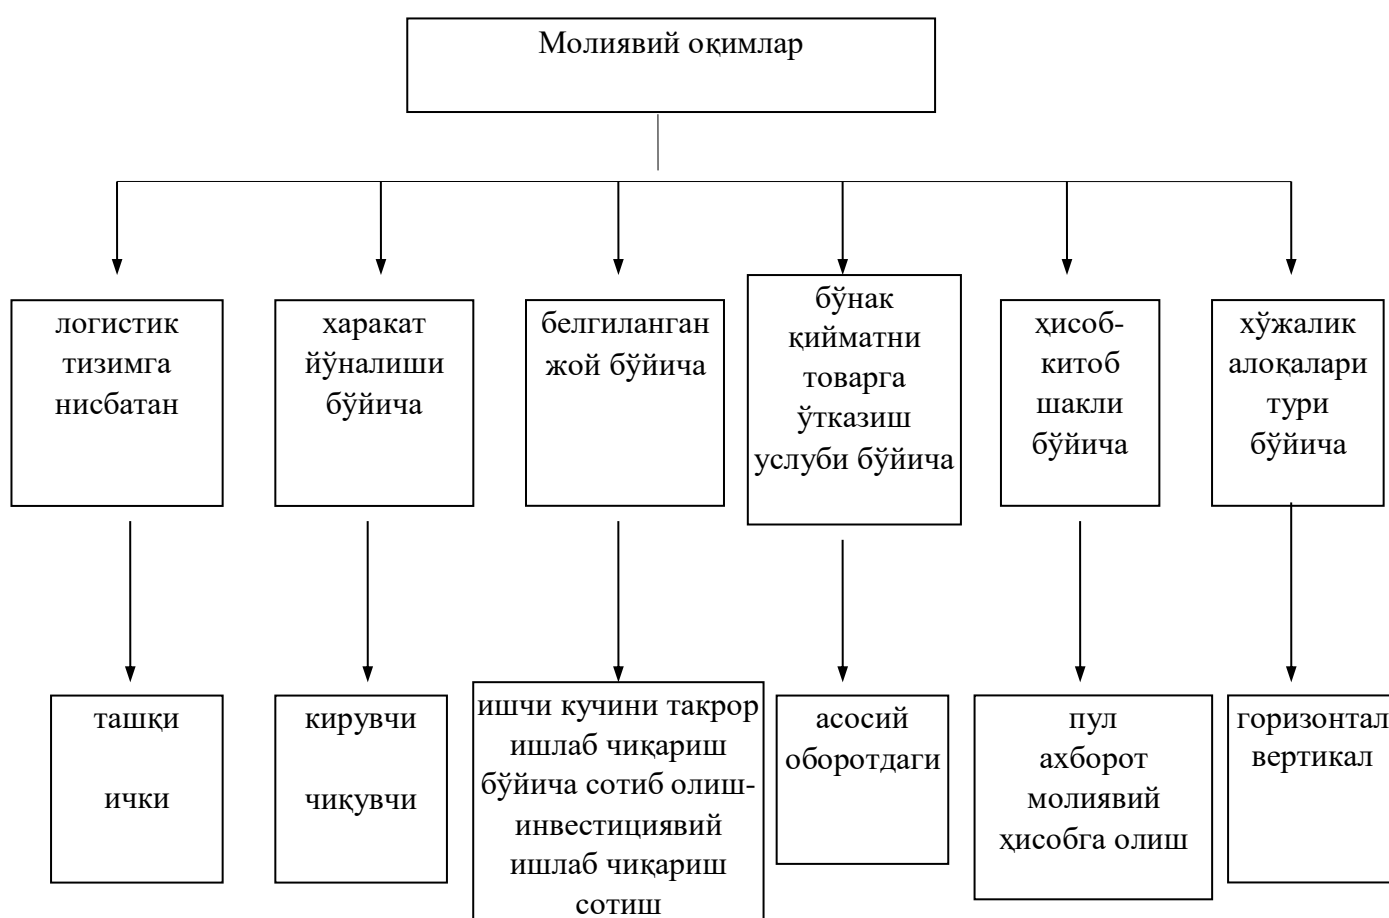 Молиявий оқимлар
логистик
тизимга
нисбатан
харакат
йўналиши
бўйича
белгиланган
жой бўйича
бўнак
қийматни
товарга
ўтказиш
услуби бўйича
ҳисоб-
китоб
шакли
бўйича
хўжалик
алоқалари
тури
бўйича
ташқи
ички
кирувчи
чиқувчи
ишчи кучини такрор
ишлаб чиқариш
бўйича сотиб олиш-
инвестициявий
ишлаб чиқариш
сотиш
асосий
оборотдаги
пул
ахборот
молиявий
ҳисобга олиш
горизонтал
вертикал